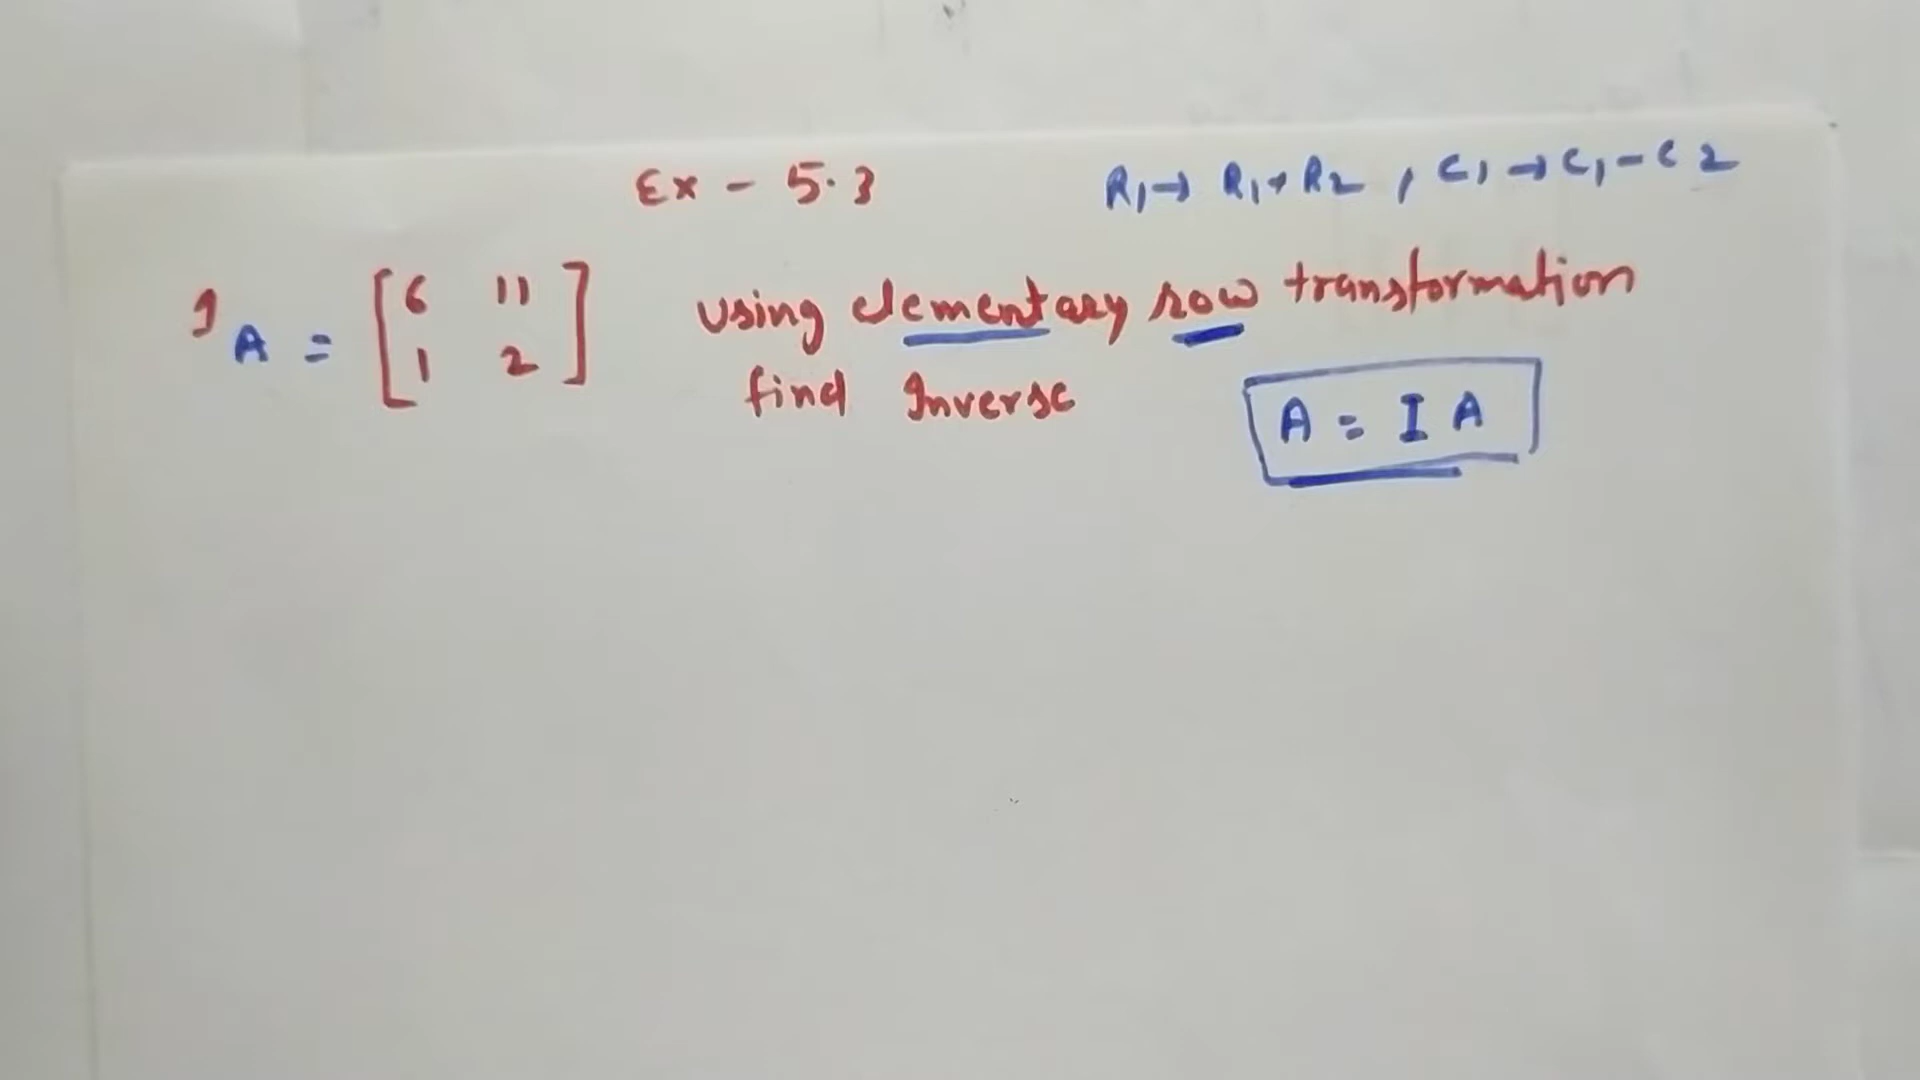 Ex - 5.3
R1→ R1+R2, C1→C1-C2
1 A = [6 11
1 2]
using elementary row transformation
find Inverse
A = I A